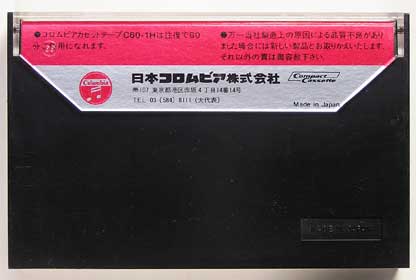 ●コロムビアカセットテープC60-1Hは往復で60
分 用になれます。
●万一当社製造上の原因による品質不良があり
ました場合には新しい製品とお取りかえいたします。
それ以外の責は御容赦下さい。
Columbia
日本コロムビア株式会社
〒107 東京都港区赤坂4丁目14番14号
TEL 03-(584) 8111 (大代表)
Compact
Cassette
Made in Japan
MADE IN JAPAN